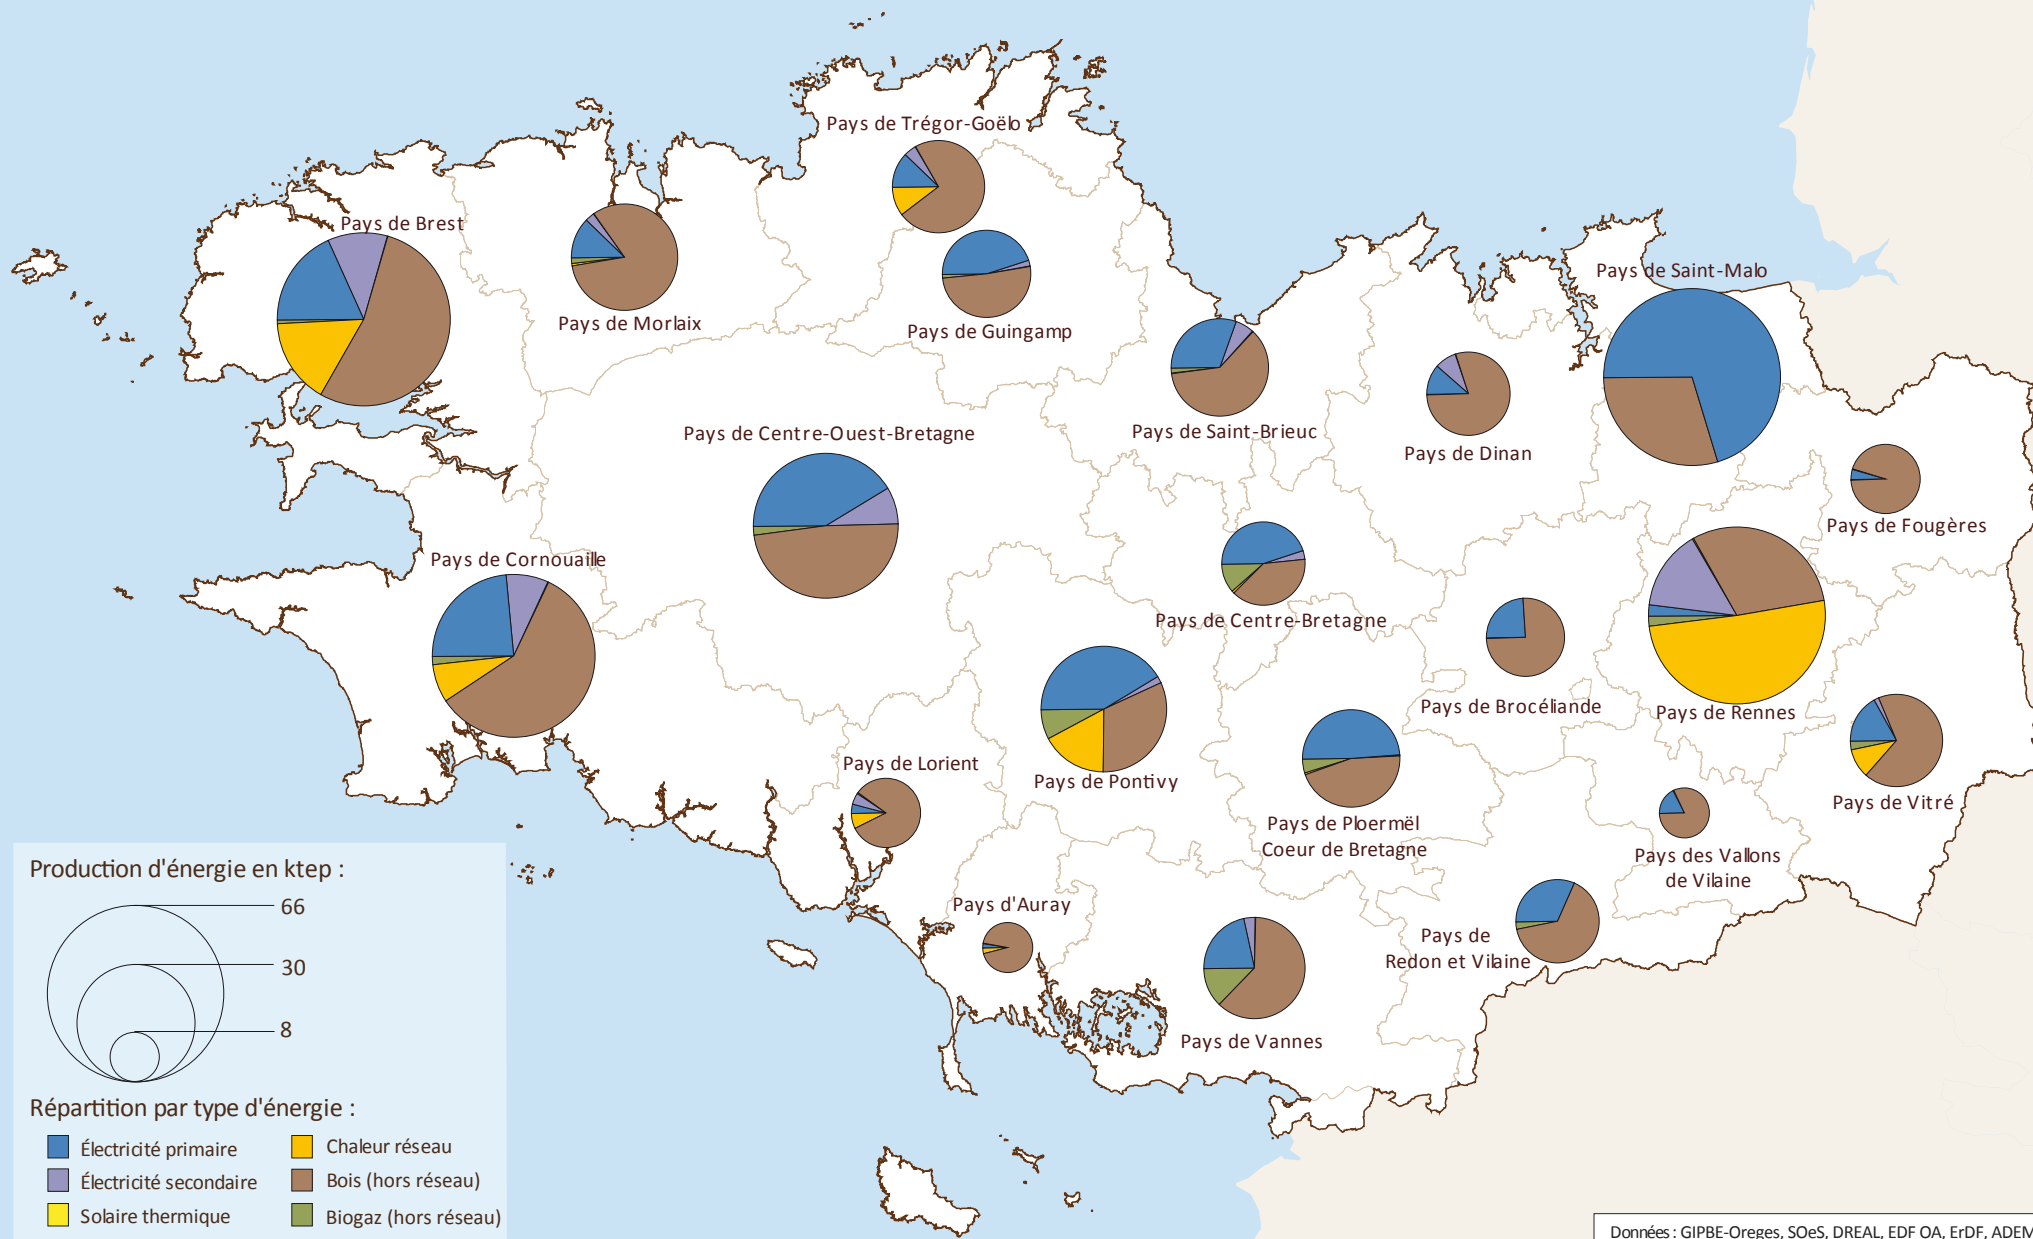 Pays de Trégor-Goëlo
Pays de Brest
Pays de Morlaix
Pays de Guingamp
Pays de Saint-Malo
Pays de Centre-Ouest-Bretagne
Pays de Saint-Brieuc
Pays de Dinan
Pays de Fougères
Pays de Cornouaille
Pays de Centre-Bretagne
Pays de Brocéliande
Pays de Rennes
Pays de Lorient
Pays de Pontivy
Pays de Ploermël
Coeur de Bretagne
Pays de Vitré
Pays des Vallons
de Vilaine
Pays d'Auray
Pays de
Redon et Vilaine
Pays de Vannes
Production d'énergie en ktep :
66
30
8
Répartition par type d'énergie :
Électricité primaire
Chaleur réseau
Électricité secondaire
Bois (hors réseau)
Solaire thermique
Biogaz (hors réseau)
Données : GIPBE-Oreges, SOeS, DREAL, EDF OA, ErDF, ADEM